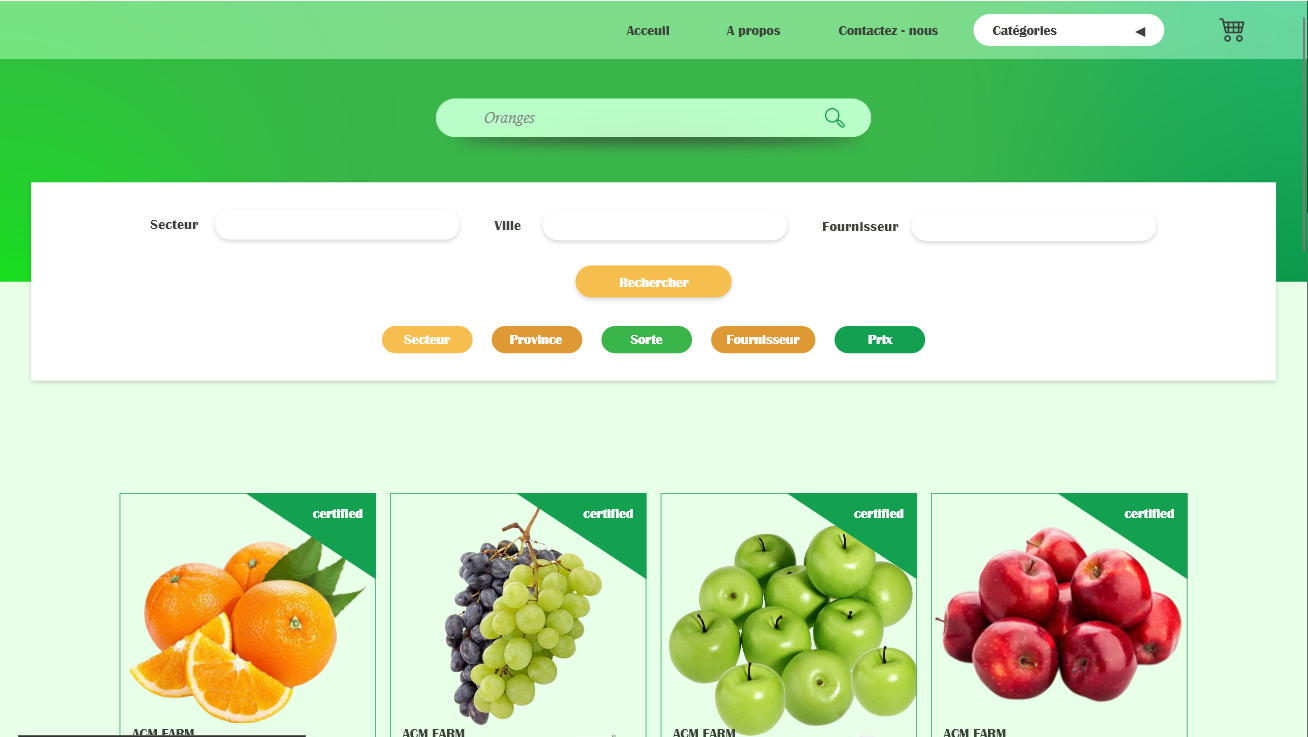 Acceuil A propos Contactez - nous Catégories
Oranges
Secteur Ville Fournisseur
Rechercher
Secteur Province Sorte Fournisseur Prix
certified certified certified certified
ACM FARM ACM FARM ACM FARM ACM FARM